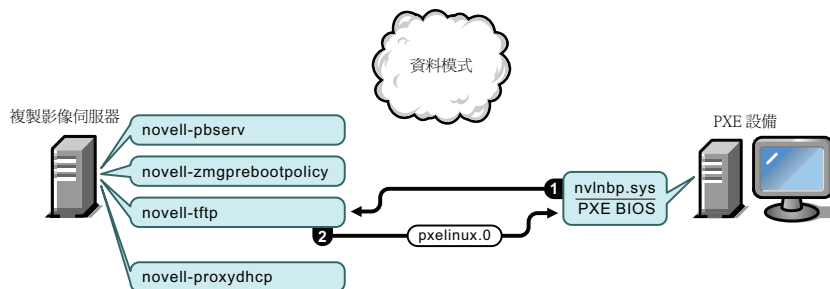 資料模式
複製影像伺服器
novell-pbserv
novell-zmgprebootpolicy
novell-tftp
novell-proxydhcp
1
nvlnbp.sys
PXE BIOS
PXE 設備
2
pxelinux.0